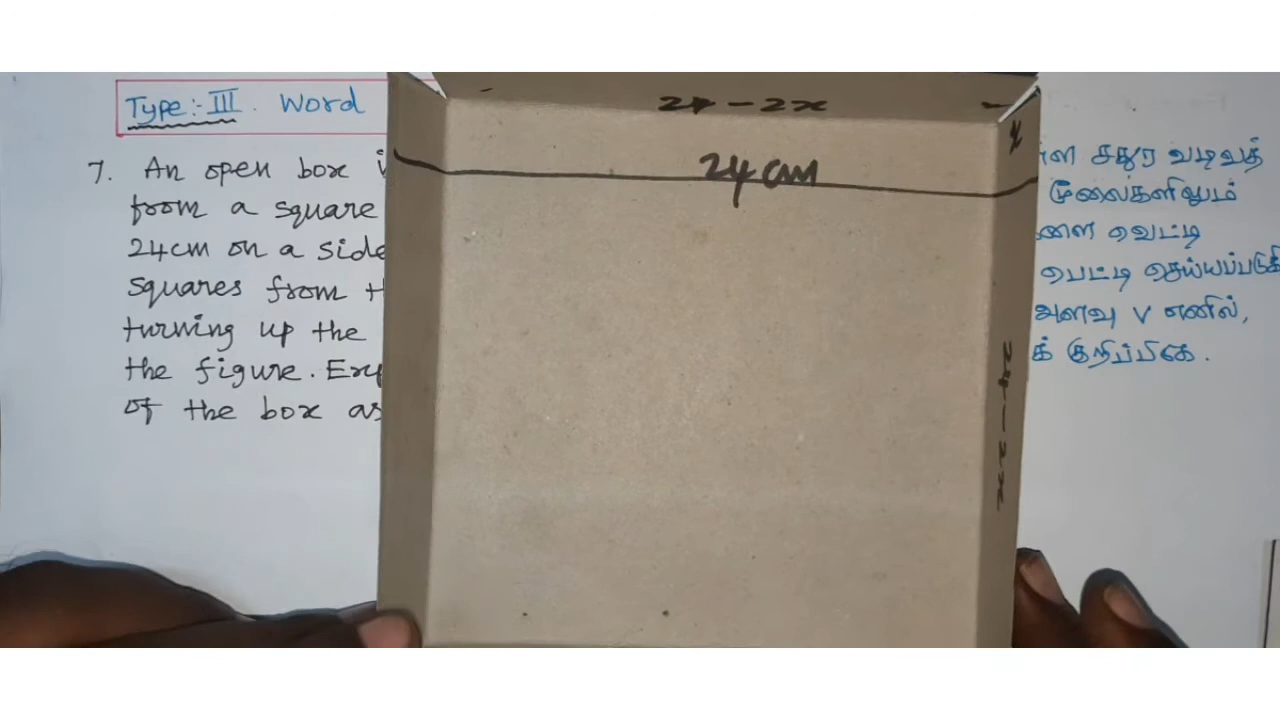 Type:- III. Word
7. An open box
from a square
24cm on a side
squares from
turning up the
the figure. Exp
of the box as
24-2x
x
24 cm
24-2x
ள சதுர வடிவத்
மூலைகளிலும்
களை வெட்டி
பெட்டி செய்யப்படுகி
அளவு V எனில்,
க் குறிப்பிடுக.